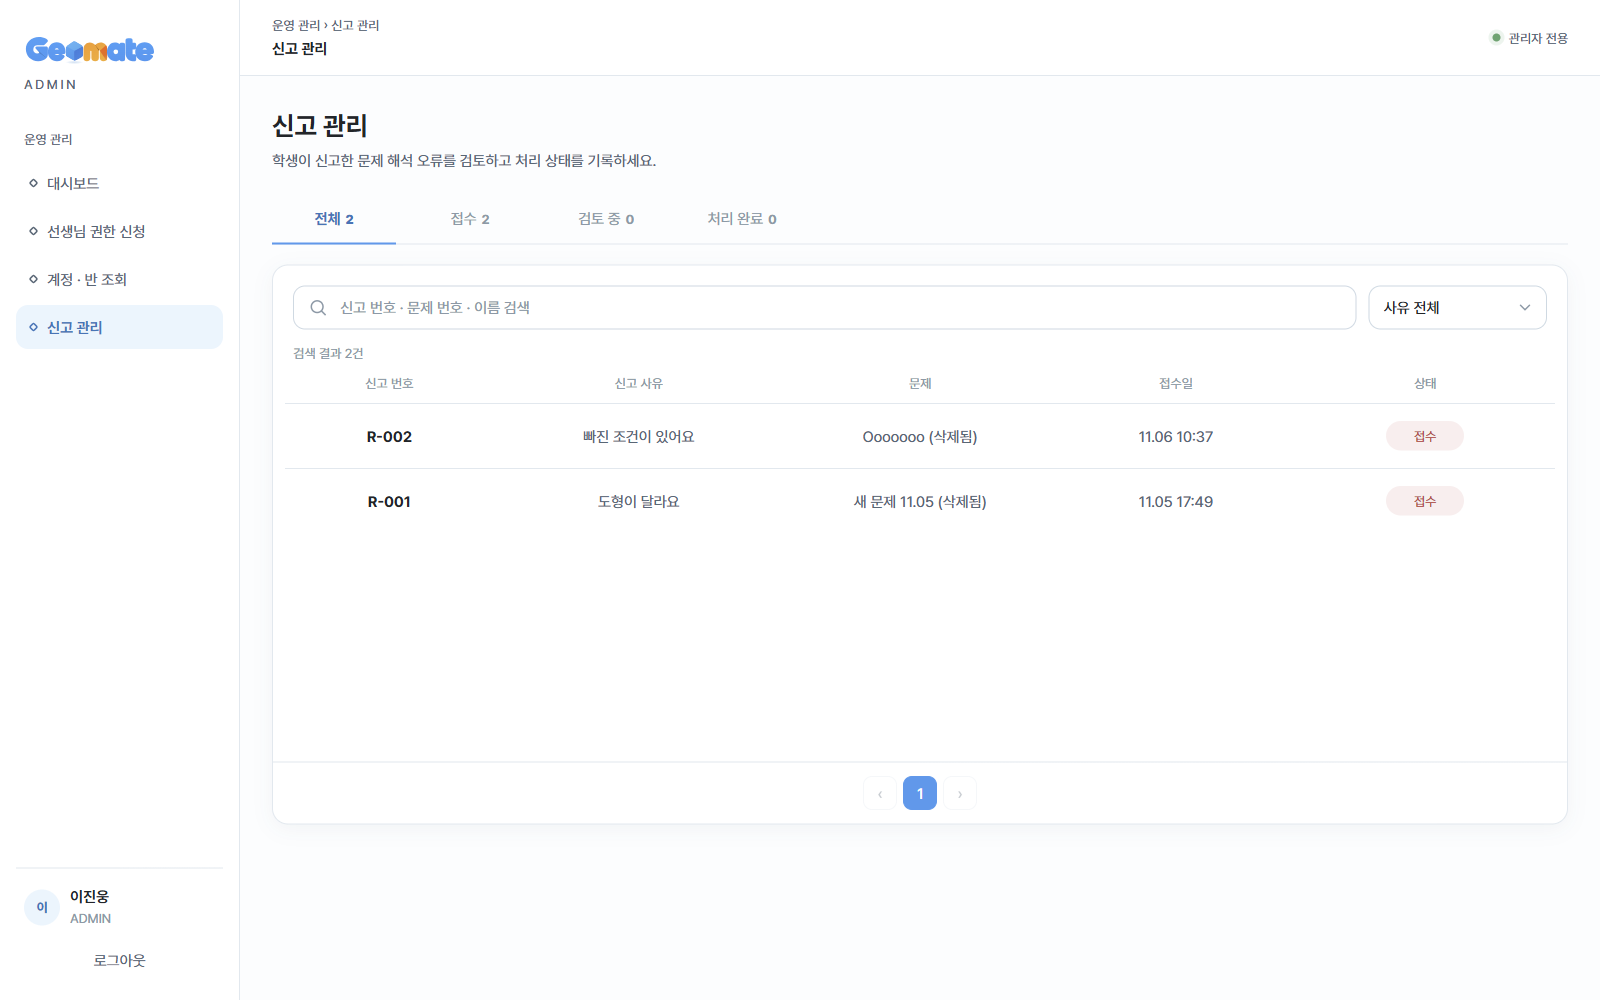 Geomate
ADMIN
운영 관리
대시보드
선생님 권한 신청
계정 · 반 조회
신고 관리
이
이진웅
ADMIN
로그아웃
운영 관리 › 신고 관리
신고 관리
관리자 전용
신고 관리
학생이 신고한 문제 해석 오류를 검토하고 처리 상태를 기록하세요.
전체 2 접수 2 검토 중 0 처리 완료 0
신고 번호 · 문제 번호 · 이름 검색 사유 전체
검색 결과 2건
신고 번호 신고 사유 문제 접수일 상태
R-002 빠진 조건이 있어요 Ooooooo (삭제됨) 11.06 10:37 접수
R-001 도형이 달라요 새 문제 11.05 (삭제됨) 11.05 17:49 접수
‹ 1 ›